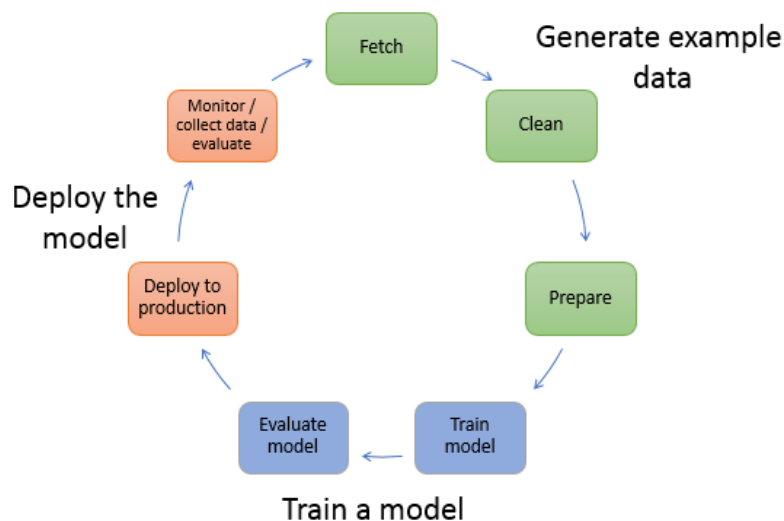 Fetch
Generate example
data
Clean
Prepare
Train
model
Train a model
Evaluate
model
Deploy to
production
Deploy the
model
Monitor /
collect data /
evaluate